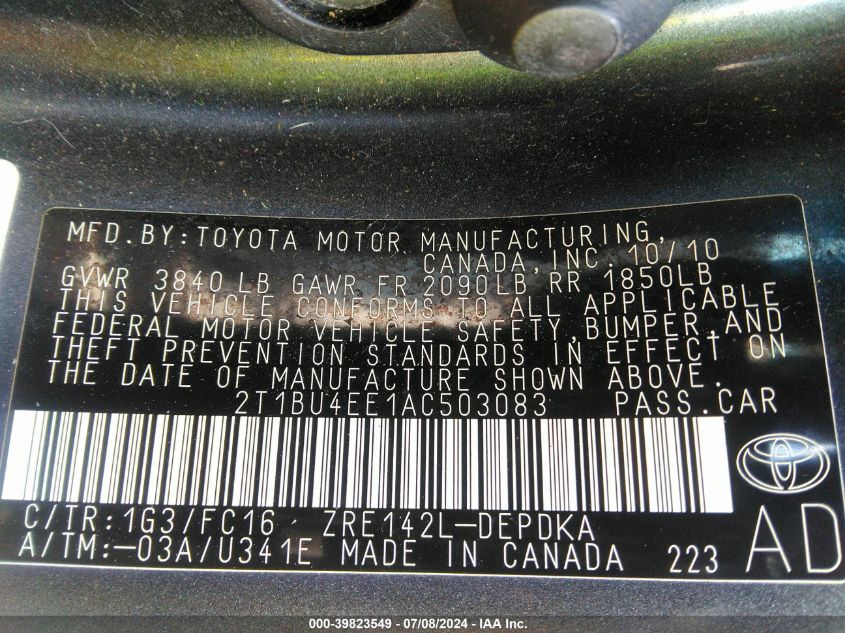 MFD.BY:TOYOTA MOTOR MANUFACTURING,
CANADA,INC. 10/10
GVWR 3840 LB GAWR FR 2090LB RR 1850LB
THIS VEHICLE CONFORMS TO ALL APPLICABLE
FEDERAL MOTOR VEHICLE SAFETY,BUMPER,AND
THEFT PREVENTION STANDARDS IN EFFECT ON
THE DATE OF MANUFACTURE SHOWN ABOVE.
2T1BU4EE1AC503083 PASS.CAR
C/TR:1G3/FC16 ZRE142L-DEPDKA
A/TM:-03A/U341E MADE IN CANADA 223 AD
000-39823549 / 07/08/2024 - IAA Inc.